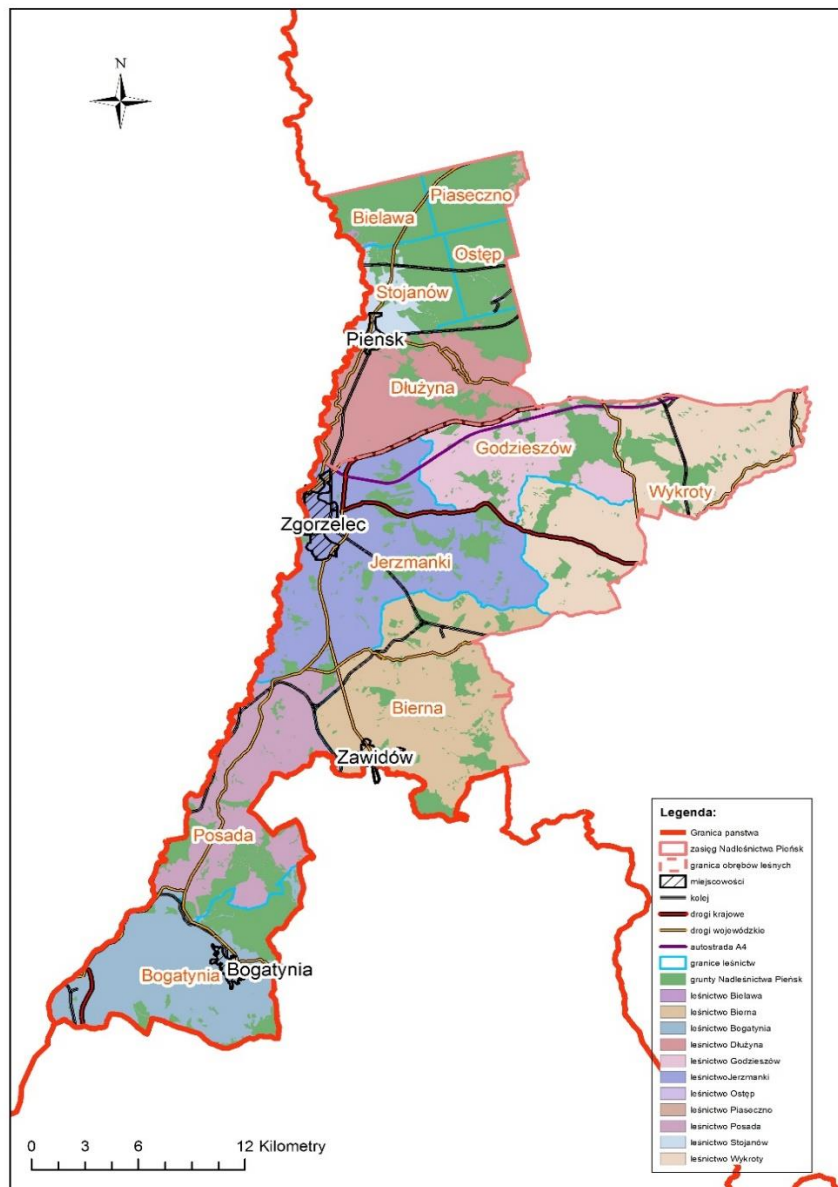 N
Piaseczno
Bielawa
Ostęp
Stojanów
Piensk
Dłużyna
Godzieszów
Wykroty
Zgorzelec
Jerzmanki
Bierna
Zawidów
Posada
Bogatynia
Bogatynia
Legenda:
Granica panstwa
zasięg Nadleśnictwa Pieńsk
granica obrębów leśnych
miejscowości
kolej
drogi krajowe
drogi wojewódzkie
autostrada A4
granice leśnictw
grunty Nadleśnictwa Pieńsk
leśnictwo Bielawa
leśnictwo Bierna
leśnictwo Bogatynia
leśnictwo Dłużyna
leśnictwo Godzieszów
leśnictwoJerzmanki
leśnictwo Ostęp
leśnictwo Piaseczno
leśnictwo Posada
leśnictwo Stojanów
leśnictwo Wykroty
0 3 6 12 Kilometry